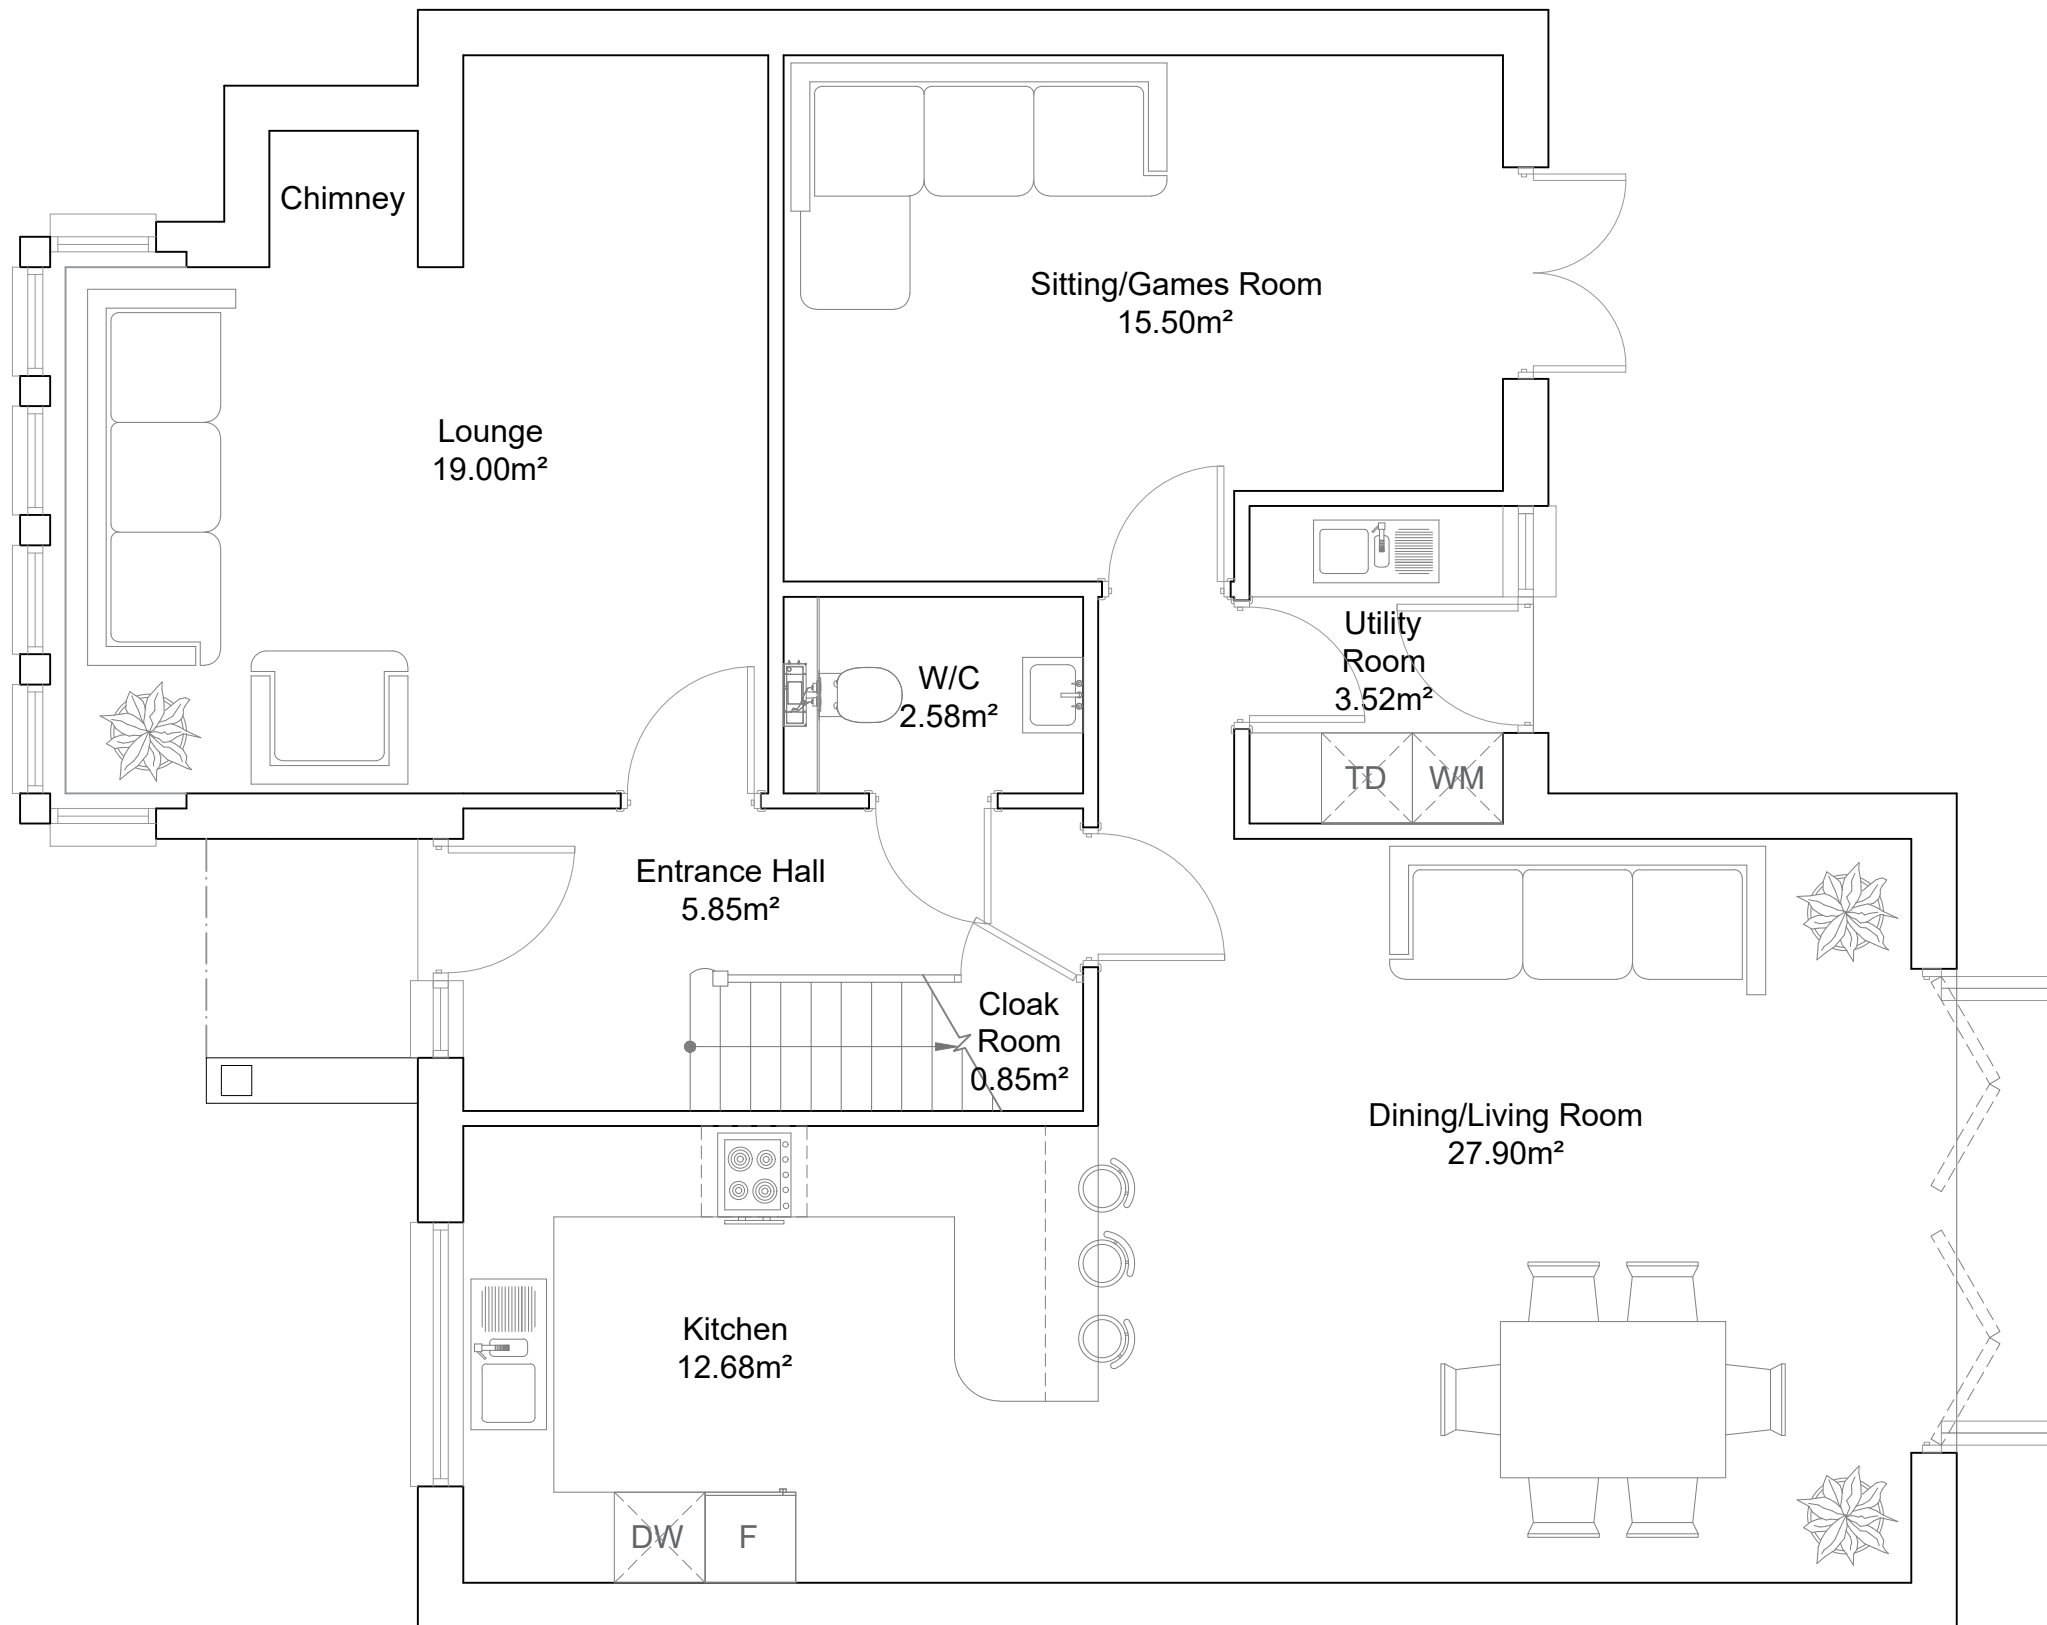 Chimney
Sitting/Games Room
15.50m²
Lounge
19.00m²
Utility
Room
3.52m²
W/C
2.58m²
TD
WM
Entrance Hall
5.85m²
Cloak
Room
0.85m²
Dining/Living Room
27.90m²
Kitchen
12.68m²
DW
F